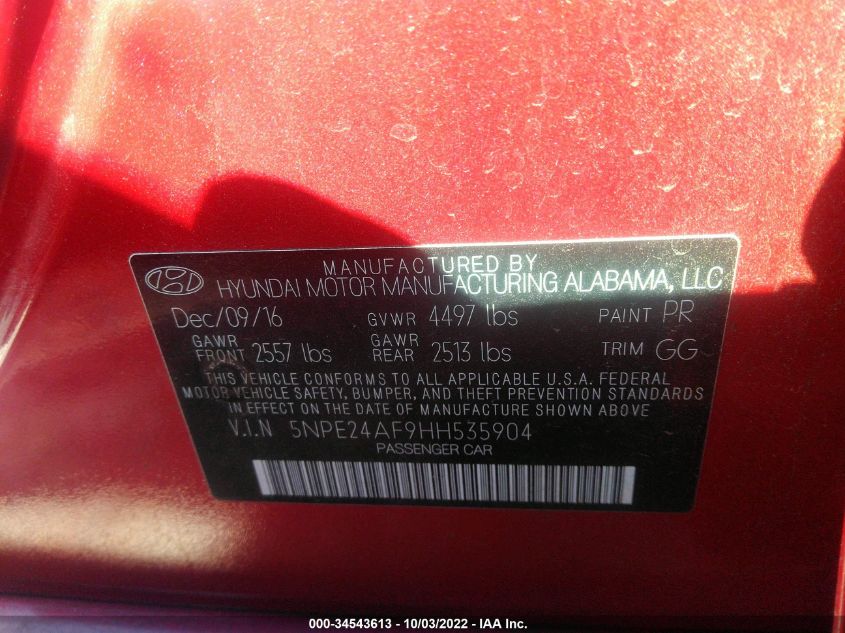 MANUFACTURED BY
HYUNDAI MOTOR MANUFACTURING ALABAMA, LLC
Dec/09/16 GVWR 4497 lbs PAINT PR
GAWR FRONT 2557 lbs GAWR REAR 2513 lbs TRIM GG
THIS VEHICLE CONFORMS TO ALL APPLICABLE U.S.A. FEDERAL
MOTOR VEHICLE SAFETY, BUMPER, AND THEFT PREVENTION STANDARDS
IN EFFECT ON THE DATE OF MANUFACTURE SHOWN ABOVE
V.I.N 5NPE24AF9HH535904
PASSENGER CAR
000-34543613 - 10/03/2022 - IAA Inc.